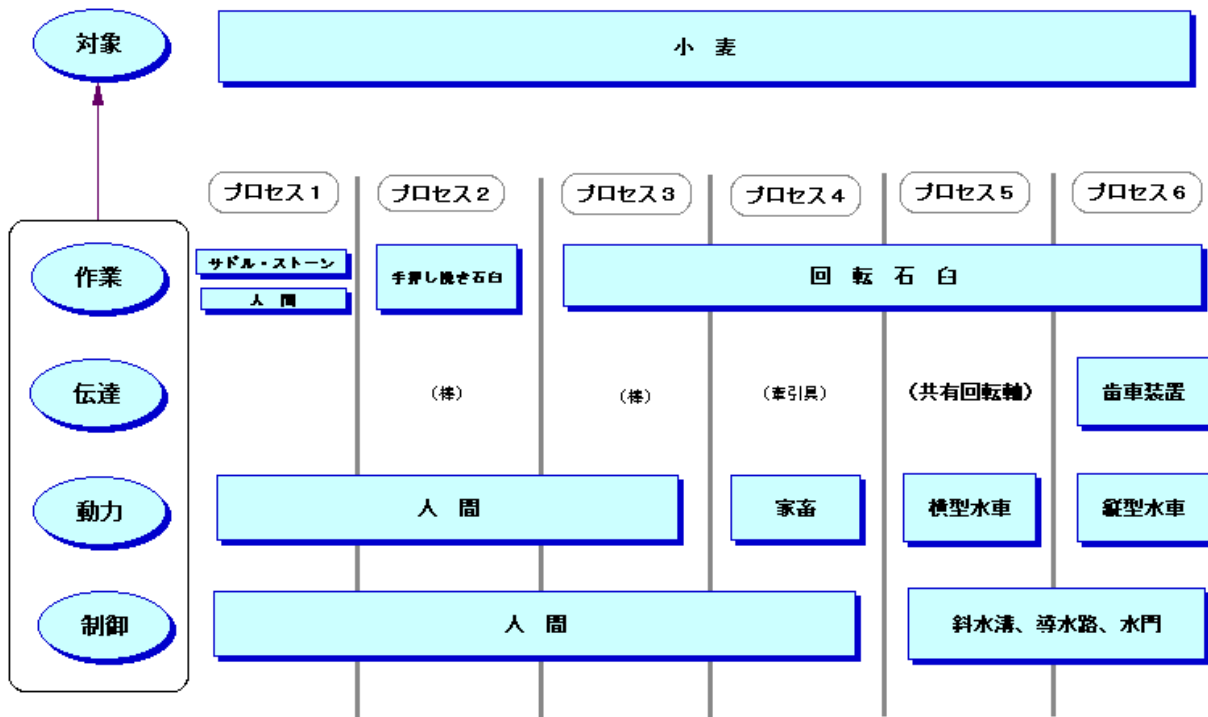 対象
小 麦
プロセス1
プロセス2
プロセス3
プロセス4
プロセス5
プロセス6
作業
サドル・ストーン
人 間
手押し挽き石臼
回 転 石 臼
伝達
(棒)
(棒)
(牽引具)
(共有回転軸)
歯車装置
動力
人 間
家畜
横型水車
縦型水車
制御
人 間
斜水溝、導水路、水門